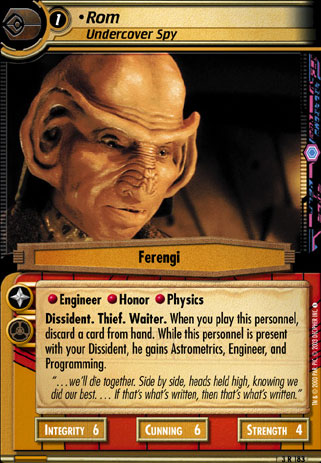 1 • Rom
Undercover Spy
Ferengi
Engineer Honor Physics
Dissident. Thief. Waiter. When you play this personnel,
discard a card from hand. While this personnel is present
with your Dissident, he gains Astrometrics, Engineer, and
Programming.
"…we'll die together. Side by side, heads held high, knowing we
did our best. … If that's what's written, then that's what's written."
INTEGRITY 6 CUNNING 6 STRENGTH 4
3 R 183